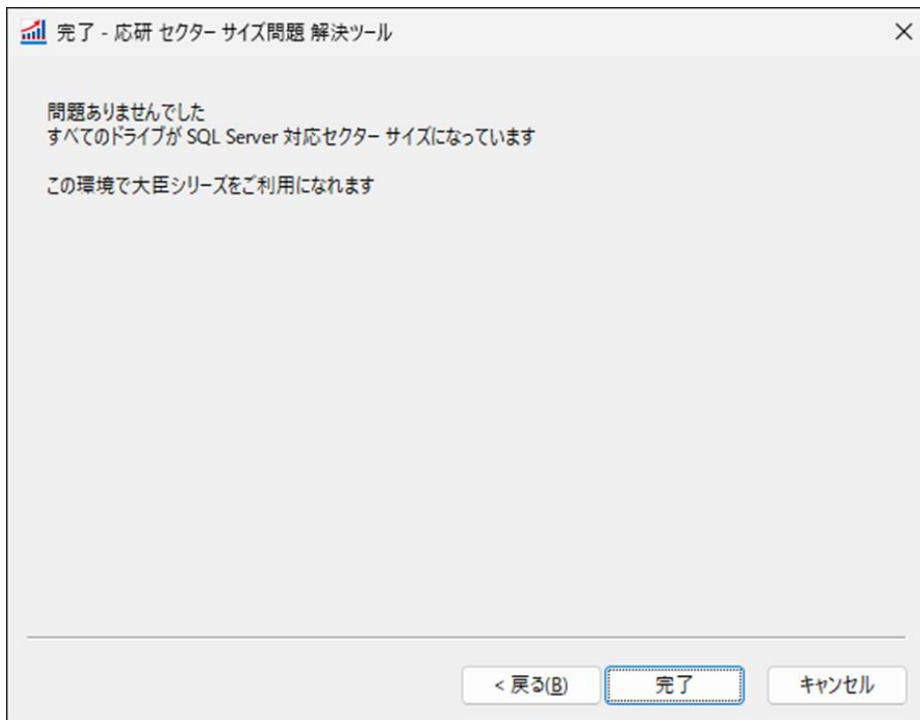 完了 - 応研 セクター サイズ問題 解決ツール
問題ありませんでした
すべてのドライブが SQL Server 対応セクター サイズになっています
この環境で大臣シリーズをご利用になれます
< 戻る(B)
完了
キャンセル